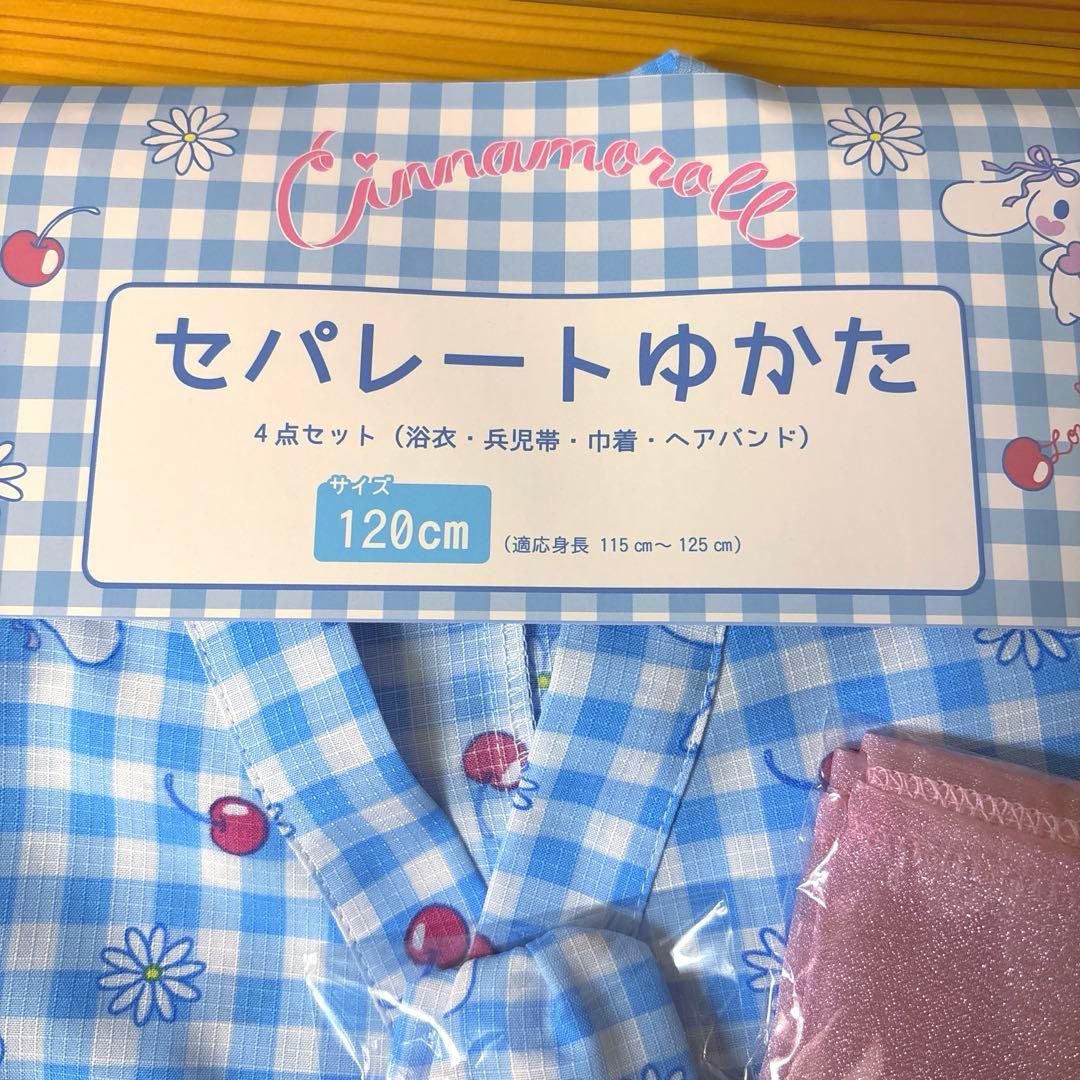 Cinnamoroll
セパレートゆかた
4点セット（浴衣・兵児帯・巾着・ヘアバンド）
サイズ
120cm
（適応身長 115㎝〜125㎝）